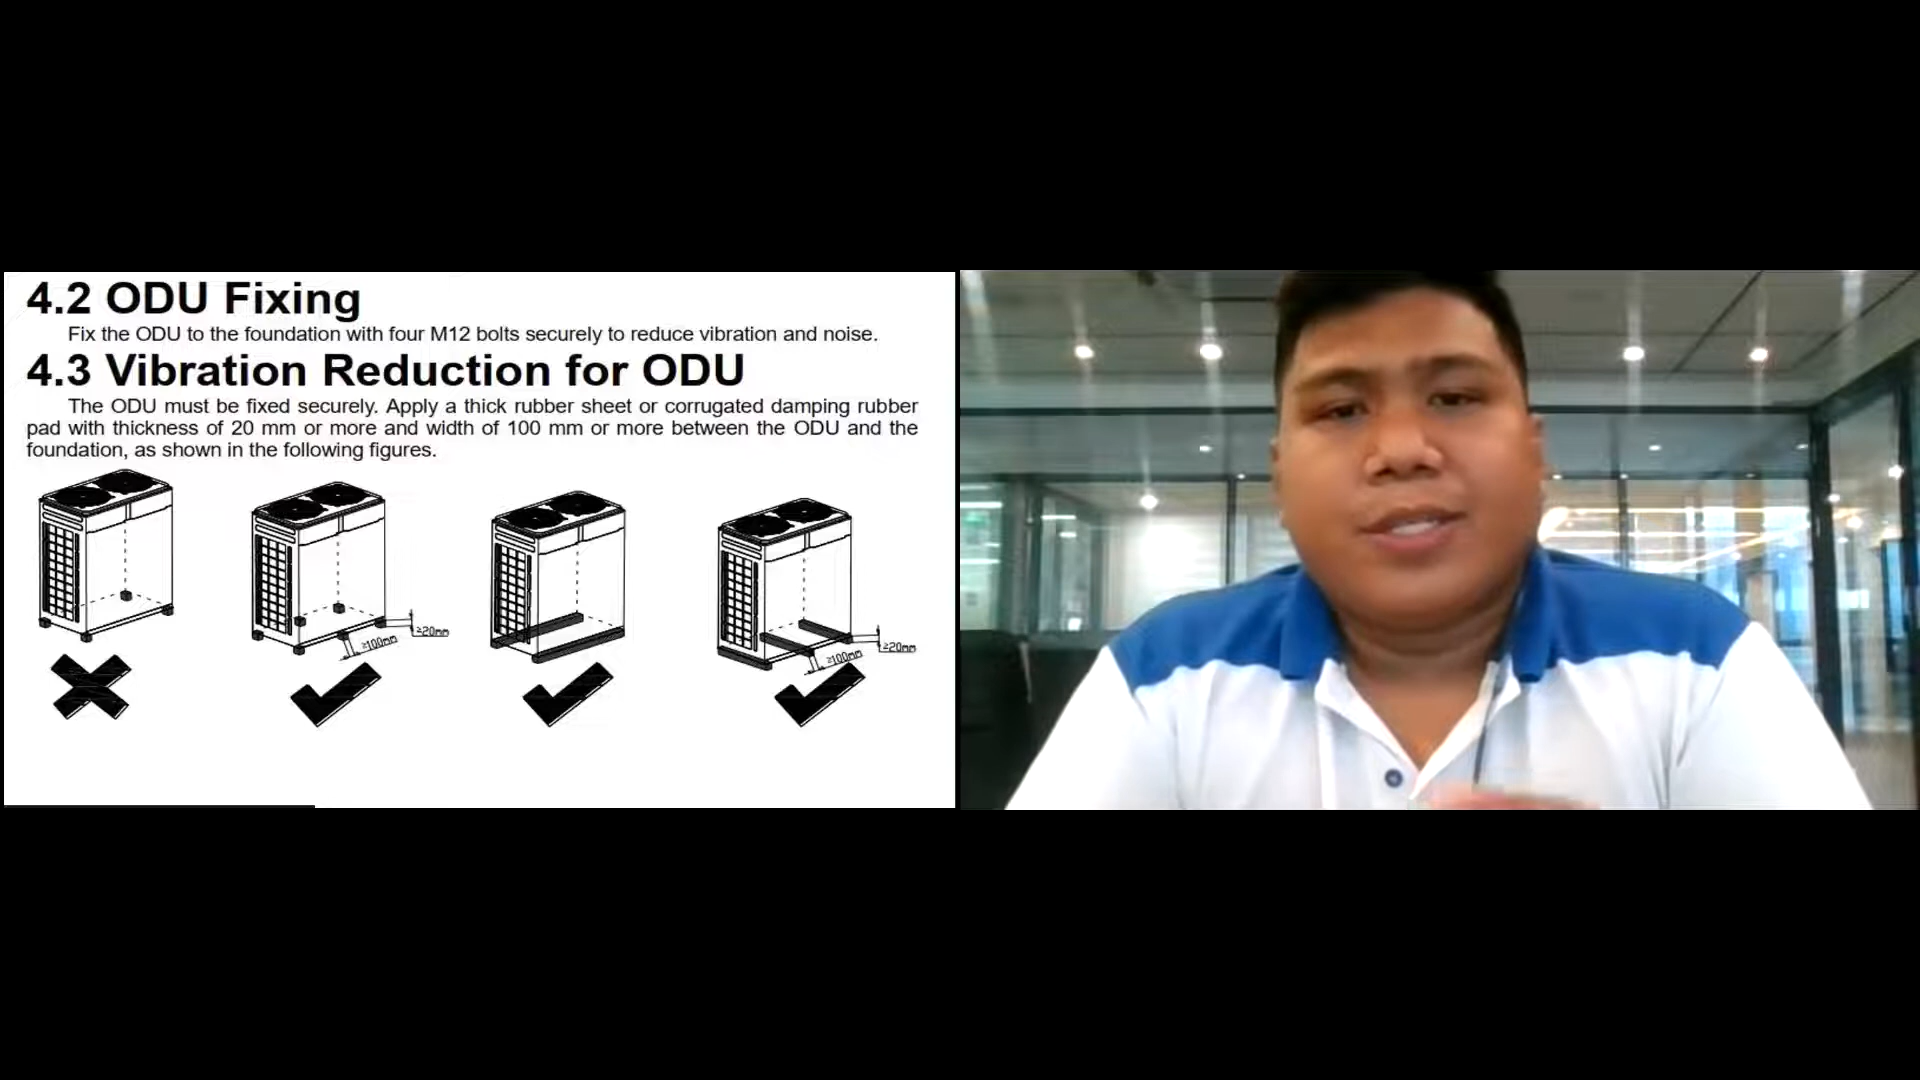 4.2 ODU Fixing
Fix the ODU to the foundation with four M12 bolts securely to reduce vibration and noise.
4.3 Vibration Reduction for ODU
The ODU must be fixed securely. Apply a thick rubber sheet or corrugated damping rubber
pad with thickness of 20 mm or more and width of 100 mm or more between the ODU and the
foundation, as shown in the following figures.
≥20mm
≥100mm
≥20mm
≥100mm